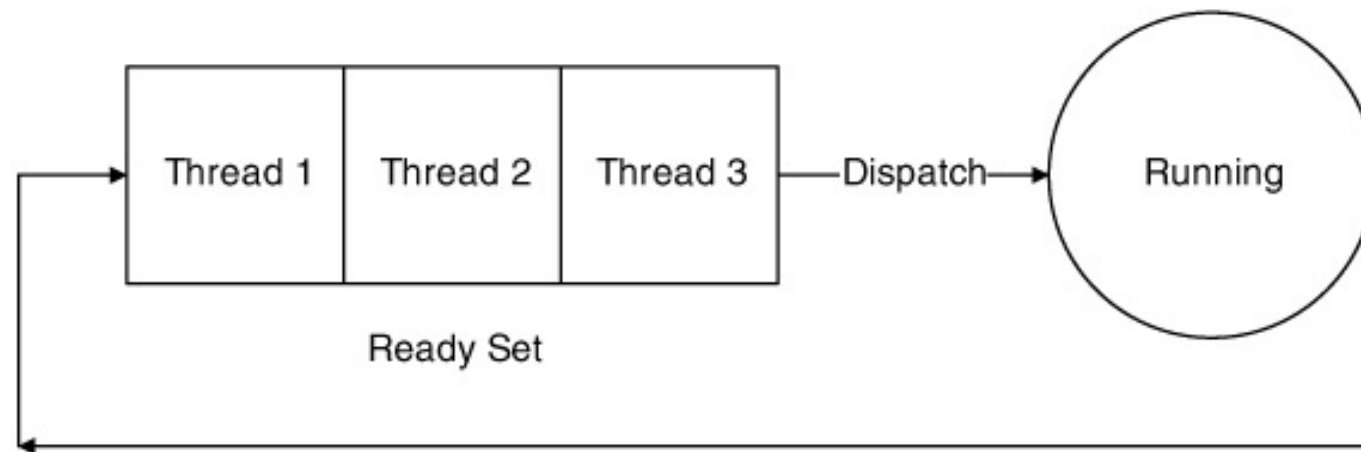 Thread 1
Thread 2
Thread 3
Dispatch
Running
Ready Set